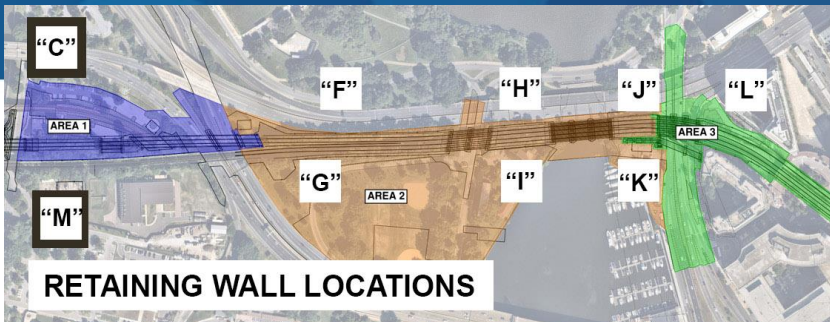 “C”
“F”
“H”
“J”
“L”
AREA 1
AREA 3
“M”
“G”
AREA 2
“I”
“K”
RETAINING WALL LOCATIONS